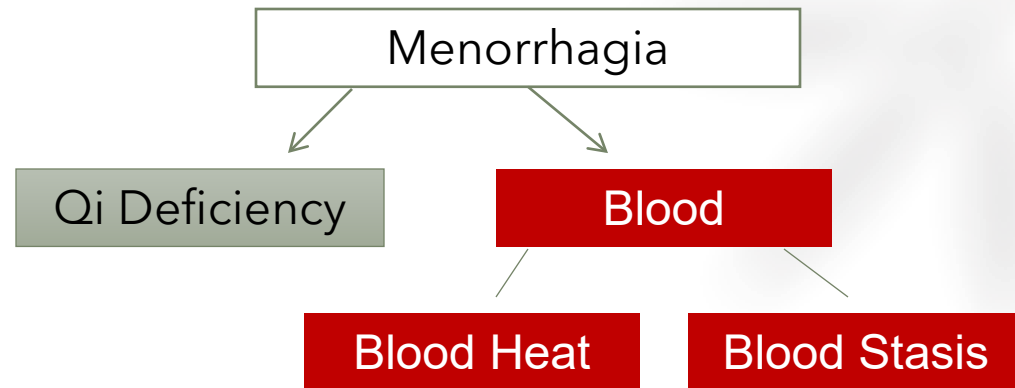 Menorrhagia
Qi Deficiency
Blood
Blood Heat
Blood Stasis